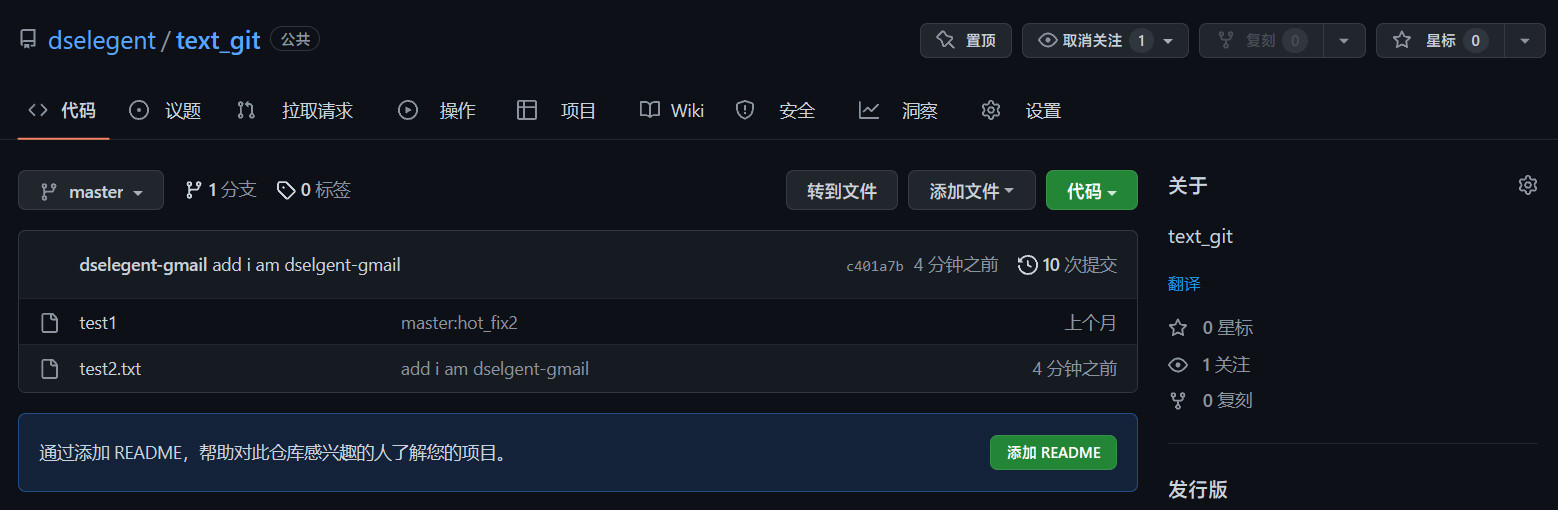 dselegent / text_git 公共 置顶 取消关注 1 复刻 0 星标 0
代码 议题 拉取请求 操作 项目 Wiki 安全 洞察 设置
master 1 分支 0 标签 转到文件 添加文件 代码
dselegent-gmail add i am dselgent-gmail c401a7b 4 分钟之前 10 次提交
test1 master:hot_fix2 上个月
test2.txt add i am dselgent-gmail 4 分钟之前
通过添加 README，帮助对此仓库感兴趣的人了解您的项目。 添加 README
关于
text_git
翻译
0 星标
1 关注
0 复刻
发行版